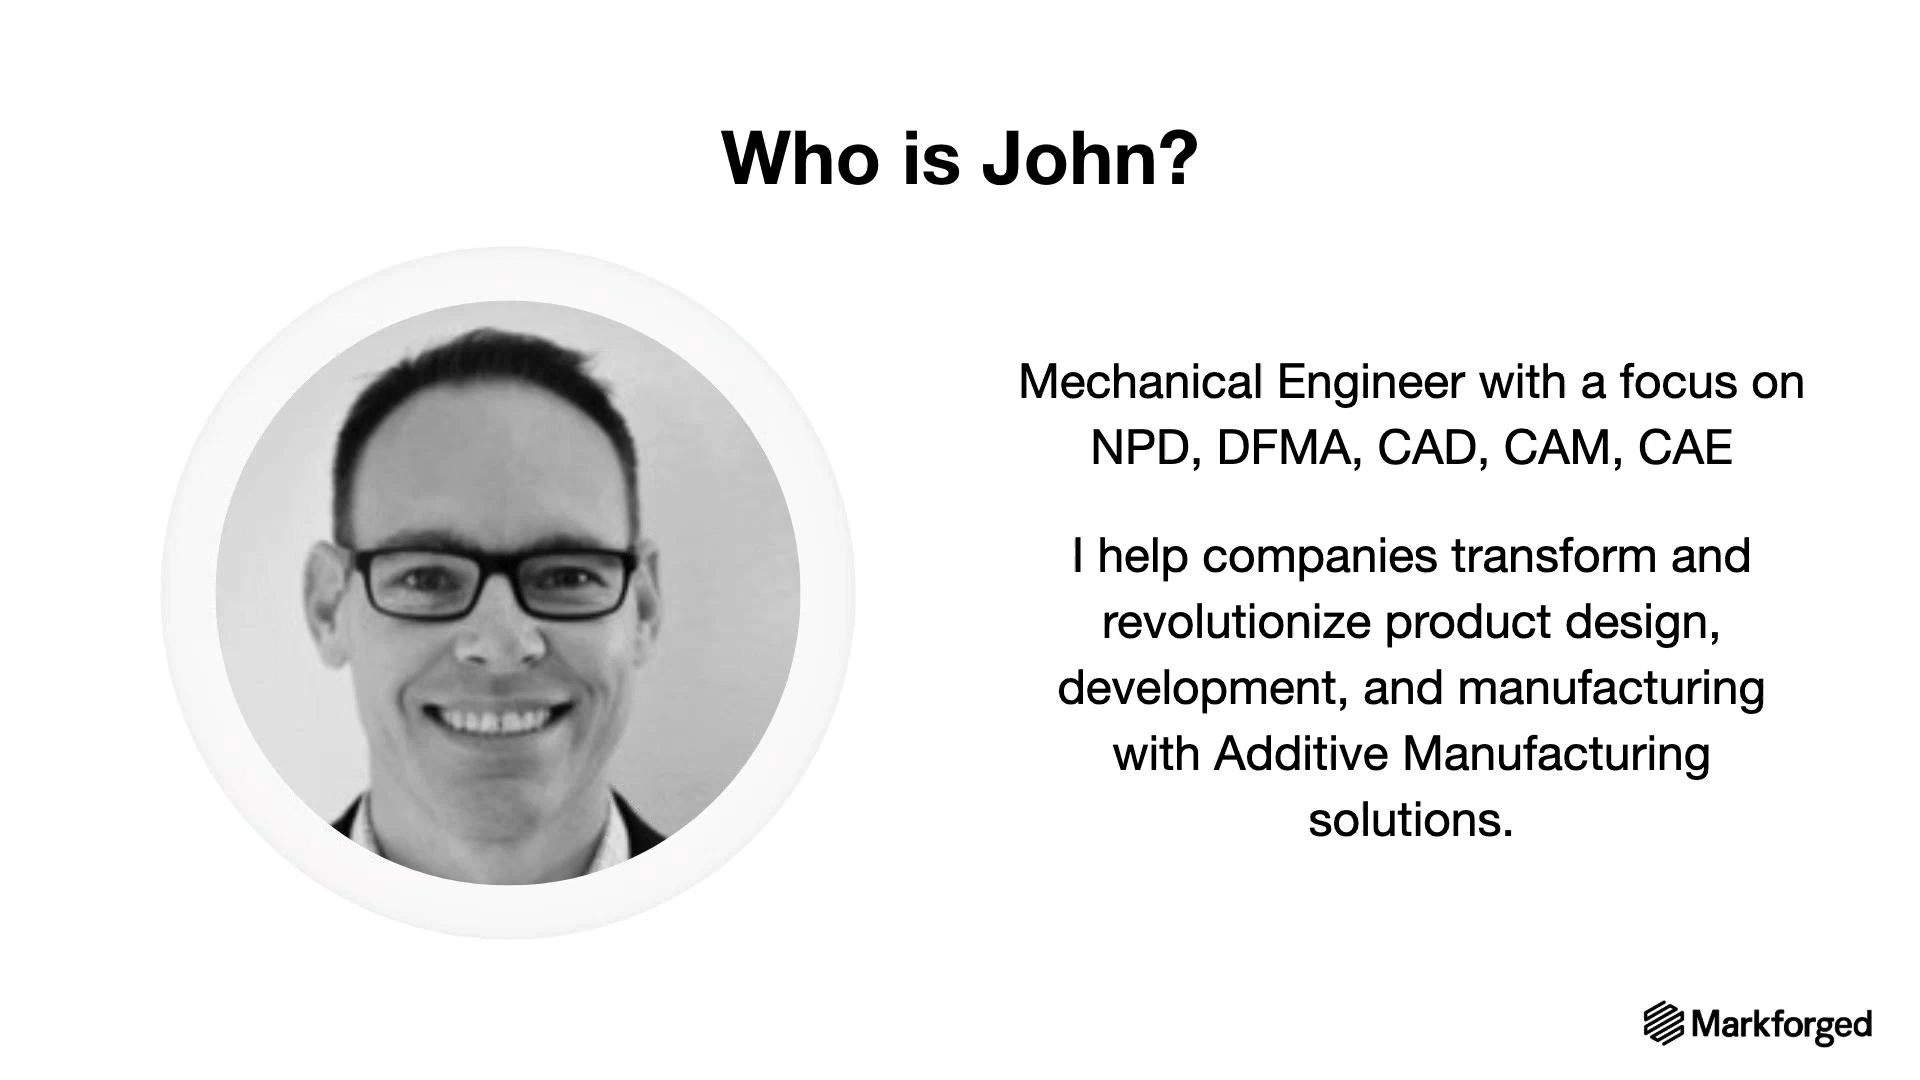 Who is John?
Mechanical Engineer with a focus on
NPD, DFMA, CAD, CAM, CAE
I help companies transform and
revolutionize product design,
development, and manufacturing
with Additive Manufacturing
solutions.
Markforged